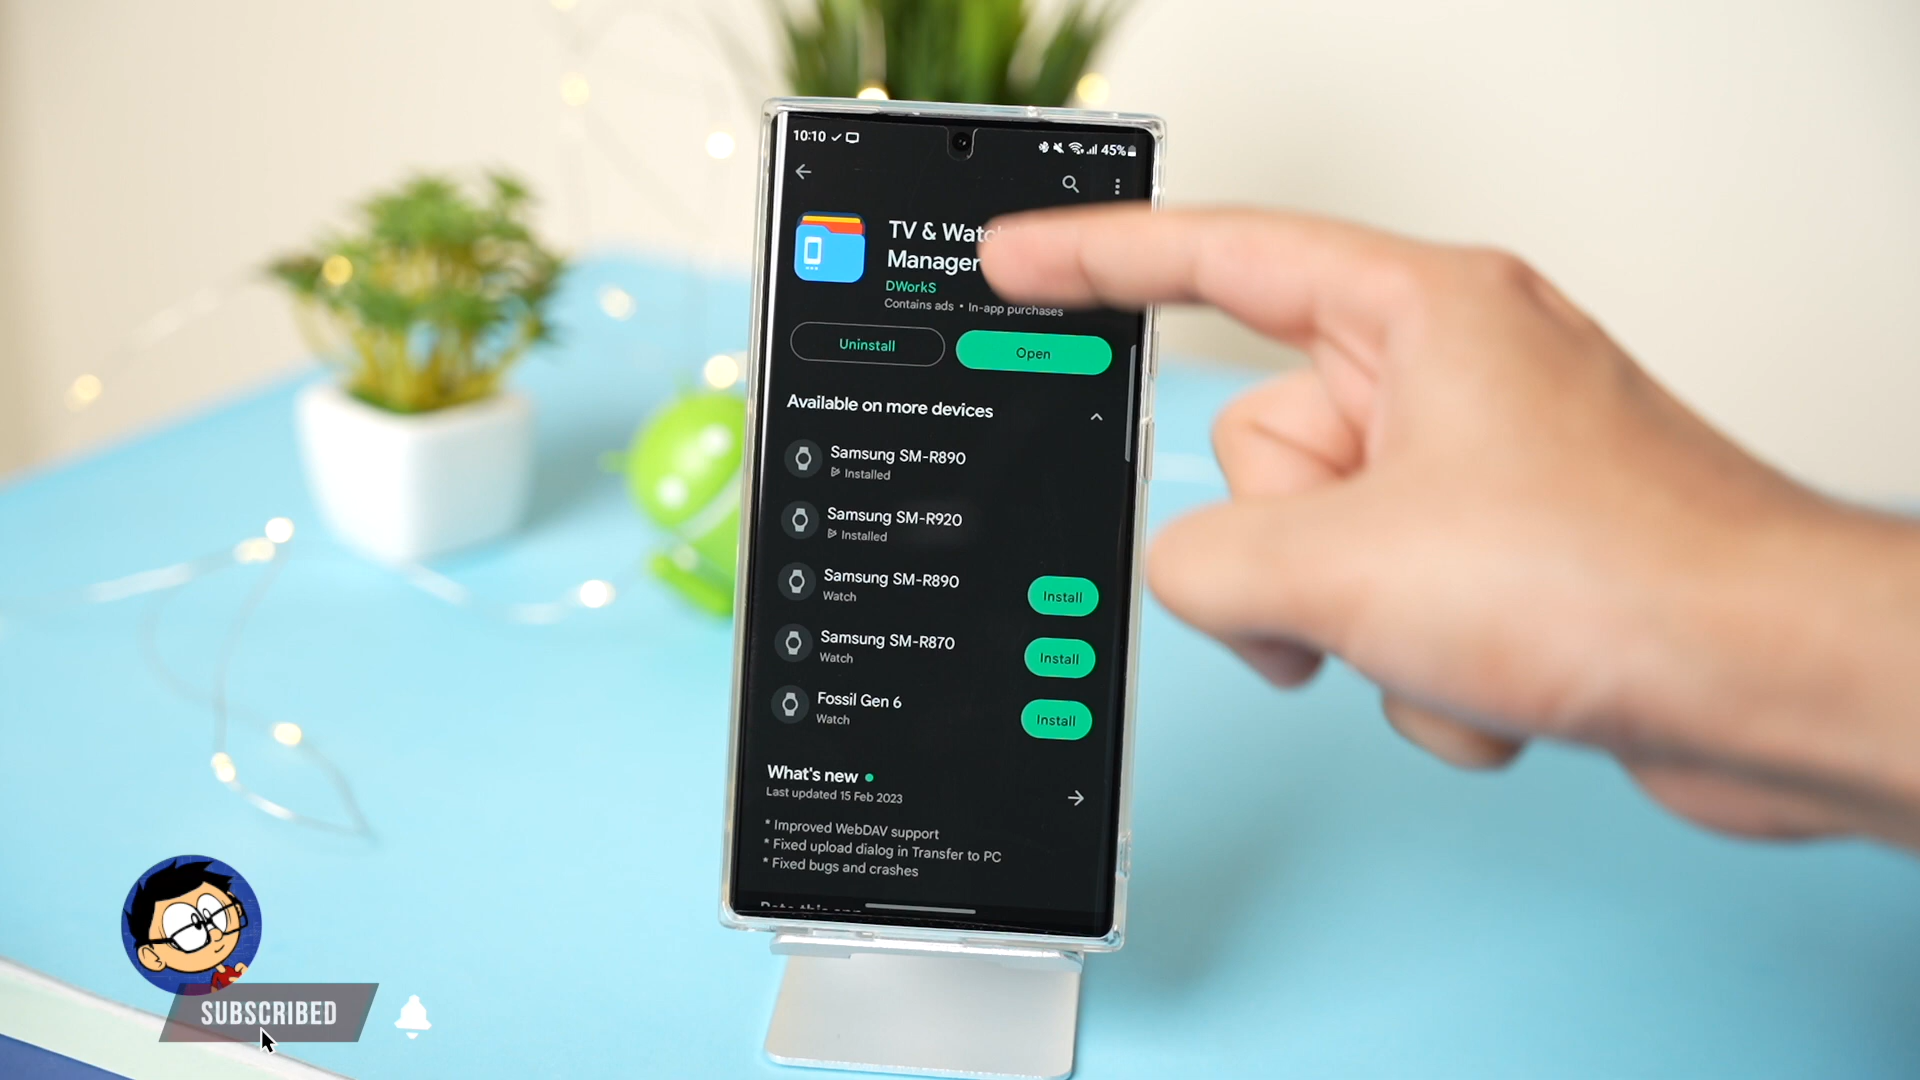 10:10
45%
TV & Watch
Manager
DWorkS
Contains ads • In-app purchases
Uninstall
Open
Available on more devices
Samsung SM-R890
Installed
Samsung SM-R920
Installed
Samsung SM-R890
Watch
Install
Samsung SM-R870
Watch
Install
Fossil Gen 6
Watch
Install
What's new
Last updated 15 Feb 2023
* Improved WebDAV support
* Fixed upload dialog in Transfer to PC
* Fixed bugs and crashes
SUBSCRIBED